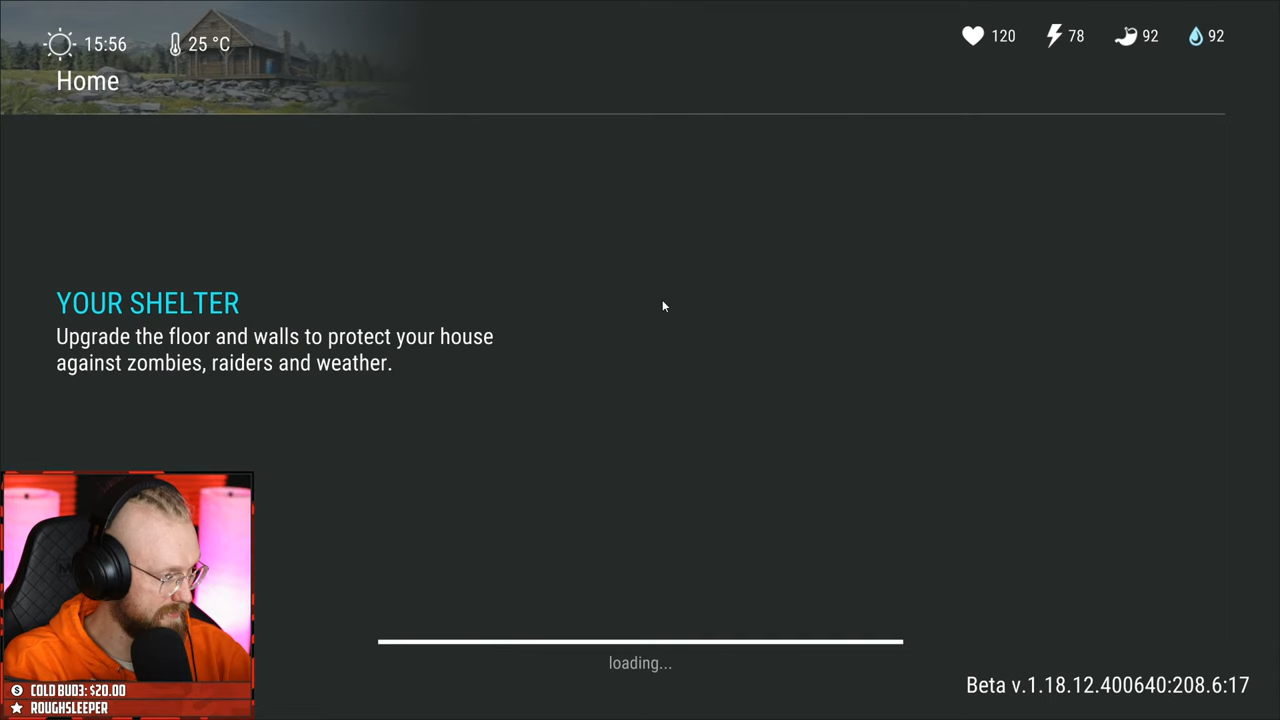 15:56 25 °C
Home
120 78 92 92
YOUR SHELTER
Upgrade the floor and walls to protect your house
against zombies, raiders and weather.
loading...
Beta v.1.18.12.400640:208.6:17
COLD BUD3: $20.00
ROUGHSLEEPER